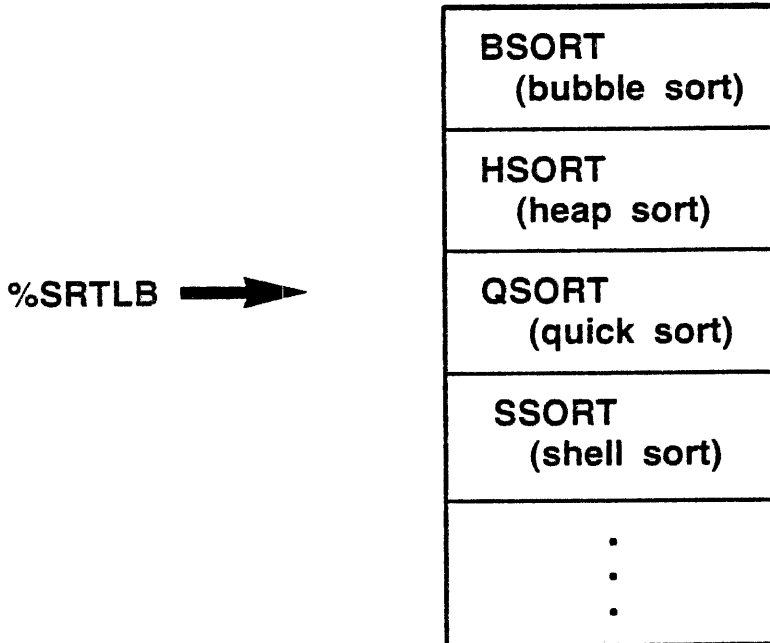 BSORT
(bubble sort)
HSORT
(heap sort)
%SRTLB
QSORT
(quick sort)
SSORT
(shell sort)
.
.
.